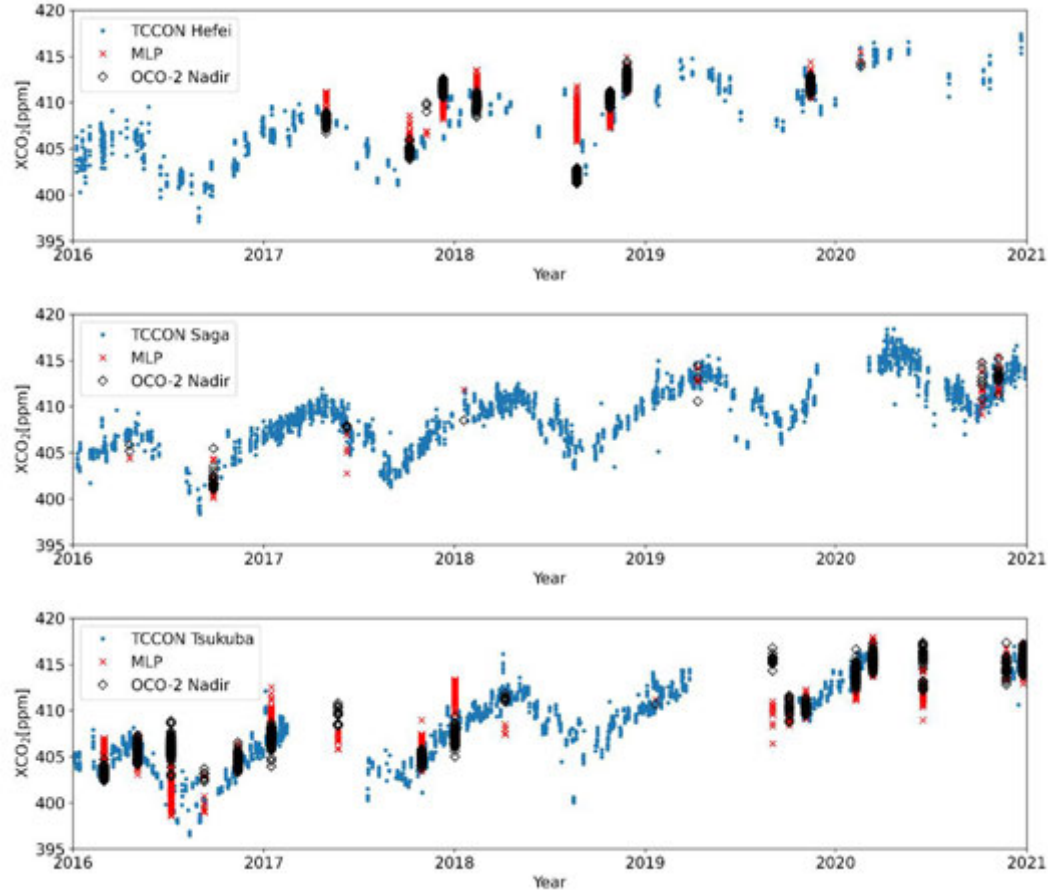 420
415
410
405
400
395
XCO₂[ppm]
TCCON Hefei
MLP
OCO-2 Nadir
2016 2017 2018 2019 2020 2021
Year
420
415
410
405
400
395
XCO₂[ppm]
TCCON Saga
MLP
OCO-2 Nadir
2016 2017 2018 2019 2020 2021
Year
420
415
410
405
400
395
XCO₂[ppm]
TCCON Tsukuba
MLP
OCO-2 Nadir
2016 2017 2018 2019 2020 2021
Year